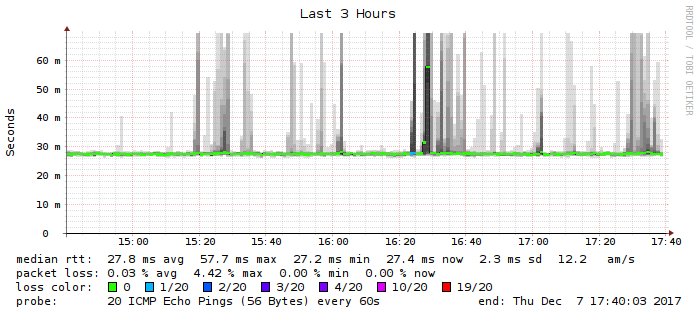 Last 3 Hours
RRDTOOL / TOBI OETIKER
Seconds
60 m
50 m
40 m
30 m
20 m
10 m
0
15:00 15:20 15:40 16:00 16:20 16:40 17:00 17:20 17:40
median rtt: 27.8 ms avg 57.7 ms max 27.2 ms min 27.4 ms now 2.3 ms sd 12.2 am/s
packet loss: 0.03 % avg 4.42 % max 0.00 % min 0.00 % now
loss color: 0 1/20 2/20 3/20 4/20 10/20 19/20
probe: 20 ICMP Echo Pings (56 Bytes) every 60s end: Thu Dec 7 17:40:03 2017